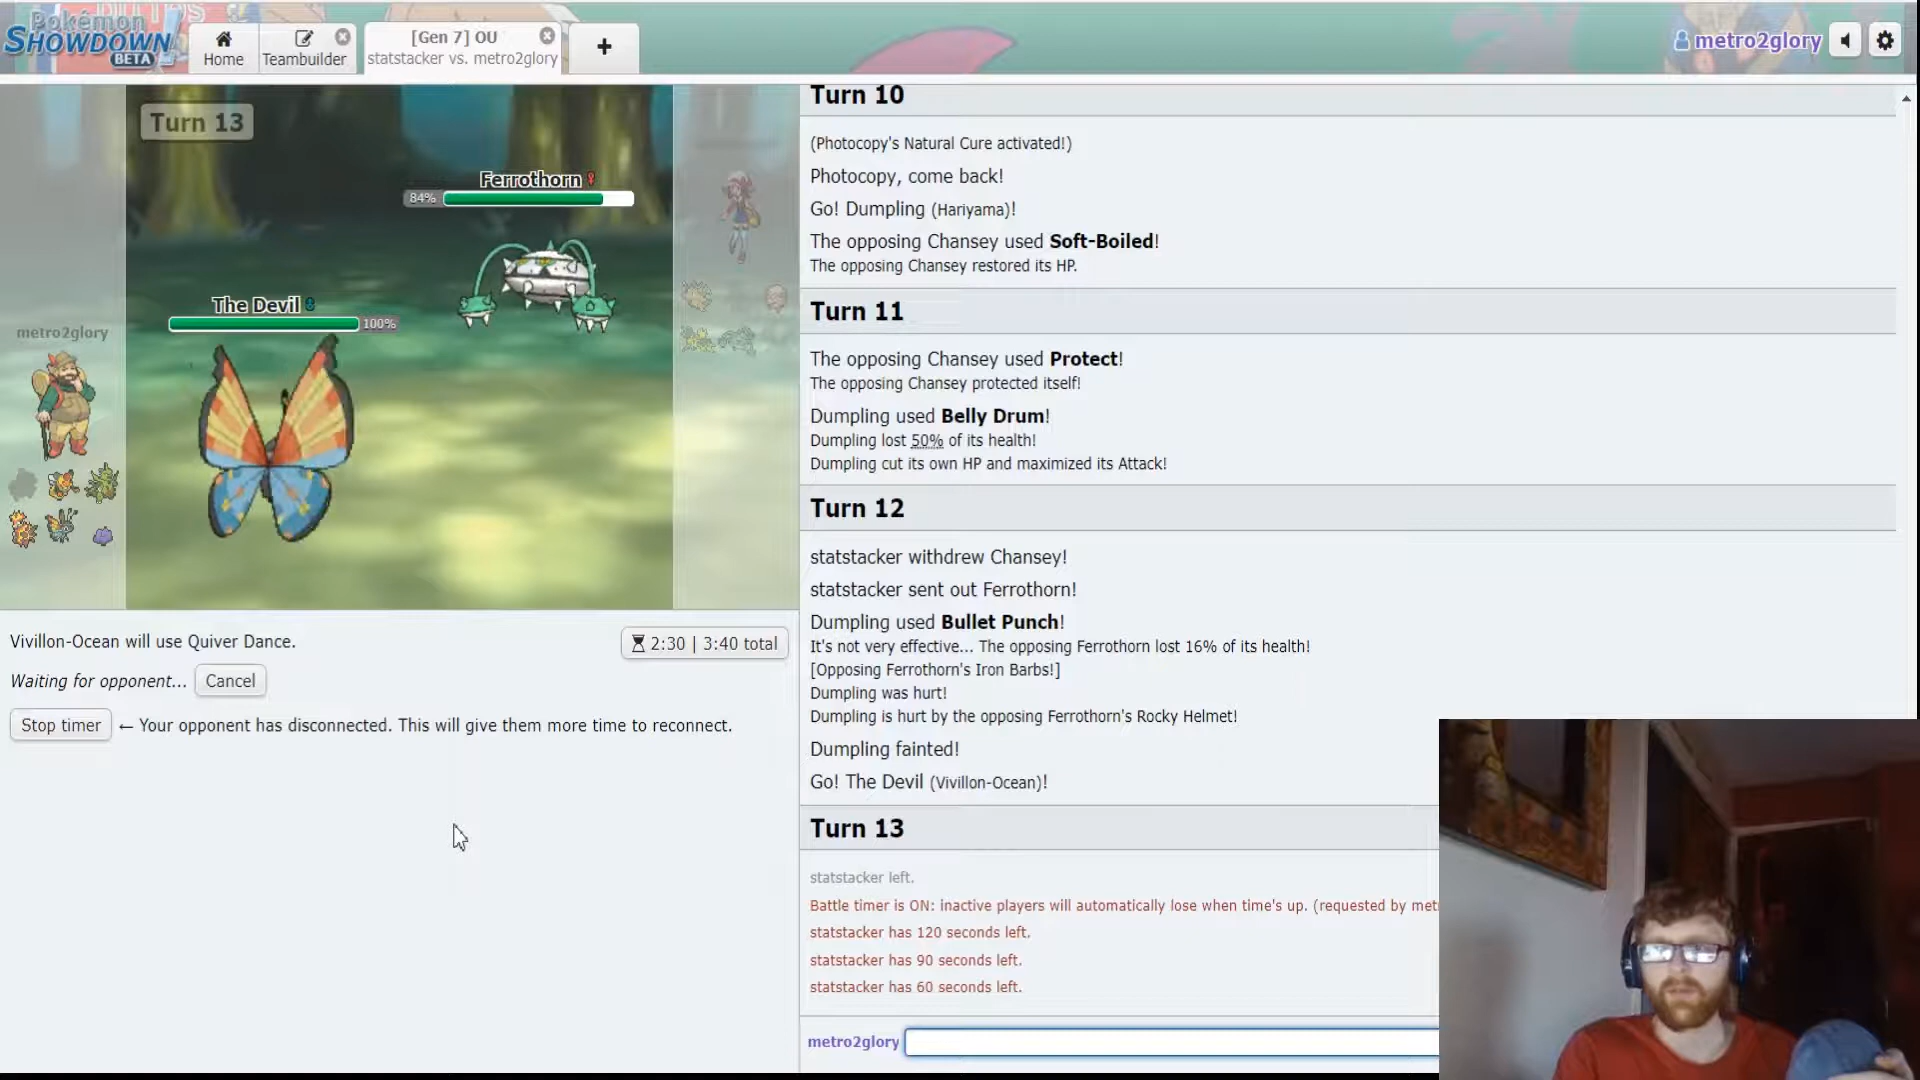 Pokémon
SHOWDOWN
BETA
Home
Teambuilder
[Gen 7] OU
statstacker vs. metro2glory
+
metro2glory
Turn 13
Ferrothorn
84%
The Devil
100%
metro2glory
Vivillon-Ocean will use Quiver Dance.
2:30 | 3:40 total
Waiting for opponent... Cancel
Stop timer ← Your opponent has disconnected. This will give them more time to reconnect.
Turn 10
(Photocopy's Natural Cure activated!)
Photocopy, come back!
Go! Dumpling (Hariyama)!
The opposing Chansey used Soft-Boiled!
The opposing Chansey restored its HP.
Turn 11
The opposing Chansey used Protect!
The opposing Chansey protected itself!
Dumpling used Belly Drum!
Dumpling lost 50% of its health!
Dumpling cut its own HP and maximized its Attack!
Turn 12
statstacker withdrew Chansey!
statstacker sent out Ferrothorn!
Dumpling used Bullet Punch!
It's not very effective... The opposing Ferrothorn lost 16% of its health!
[Opposing Ferrothorn's Iron Barbs!]
Dumpling was hurt!
Dumpling is hurt by the opposing Ferrothorn's Rocky Helmet!
Dumpling fainted!
Go! The Devil (Vivillon-Ocean)!
Turn 13
statstacker left.
Battle timer is ON: inactive players will automatically lose when time's up. (requested by met
statstacker has 120 seconds left.
statstacker has 90 seconds left.
statstacker has 60 seconds left.
metro2glory